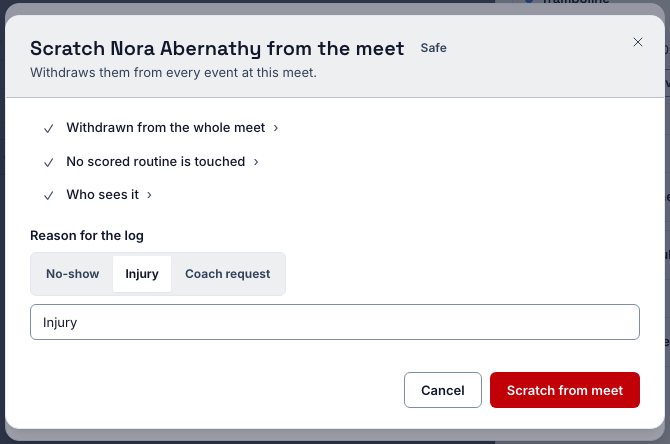 Scratch Nora Abernathy from the meet Safe
Withdraws them from every event at this meet.
Withdrawn from the whole meet ›
No scored routine is touched ›
Who sees it ›
Reason for the log
No-show Injury Coach request
Injury
Cancel Scratch from meet